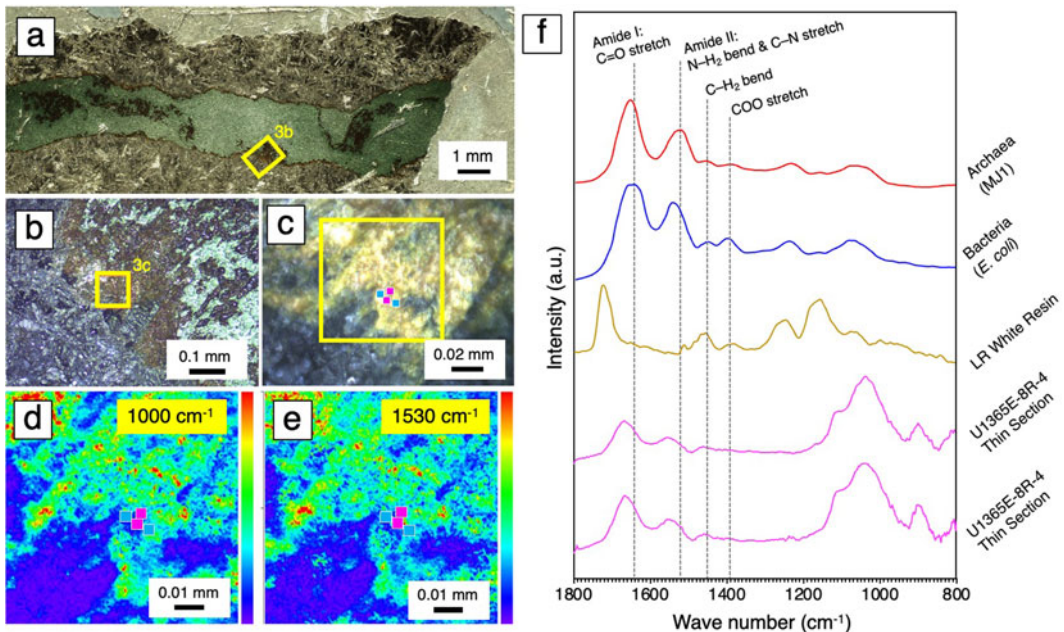 a
3b
1 mm
b
3c
0.1 mm
c
0.02 mm
d
1000 cm⁻¹
0.01 mm
e
1530 cm⁻¹
0.01 mm
f
Amide I:
C=O stretch
Amide II:
N–H₂ bend & C–N stretch
C–H₂ bend
COO stretch
Intensity (a.u.)
Archaea
(MJ1)
Bacteria
(E. coli)
LR White Resin
U1365E-8R-4
Thin Section
U1365E-8R-4
Thin Section
1800
1600
1400
1200
1000
800
Wave number (cm⁻¹)